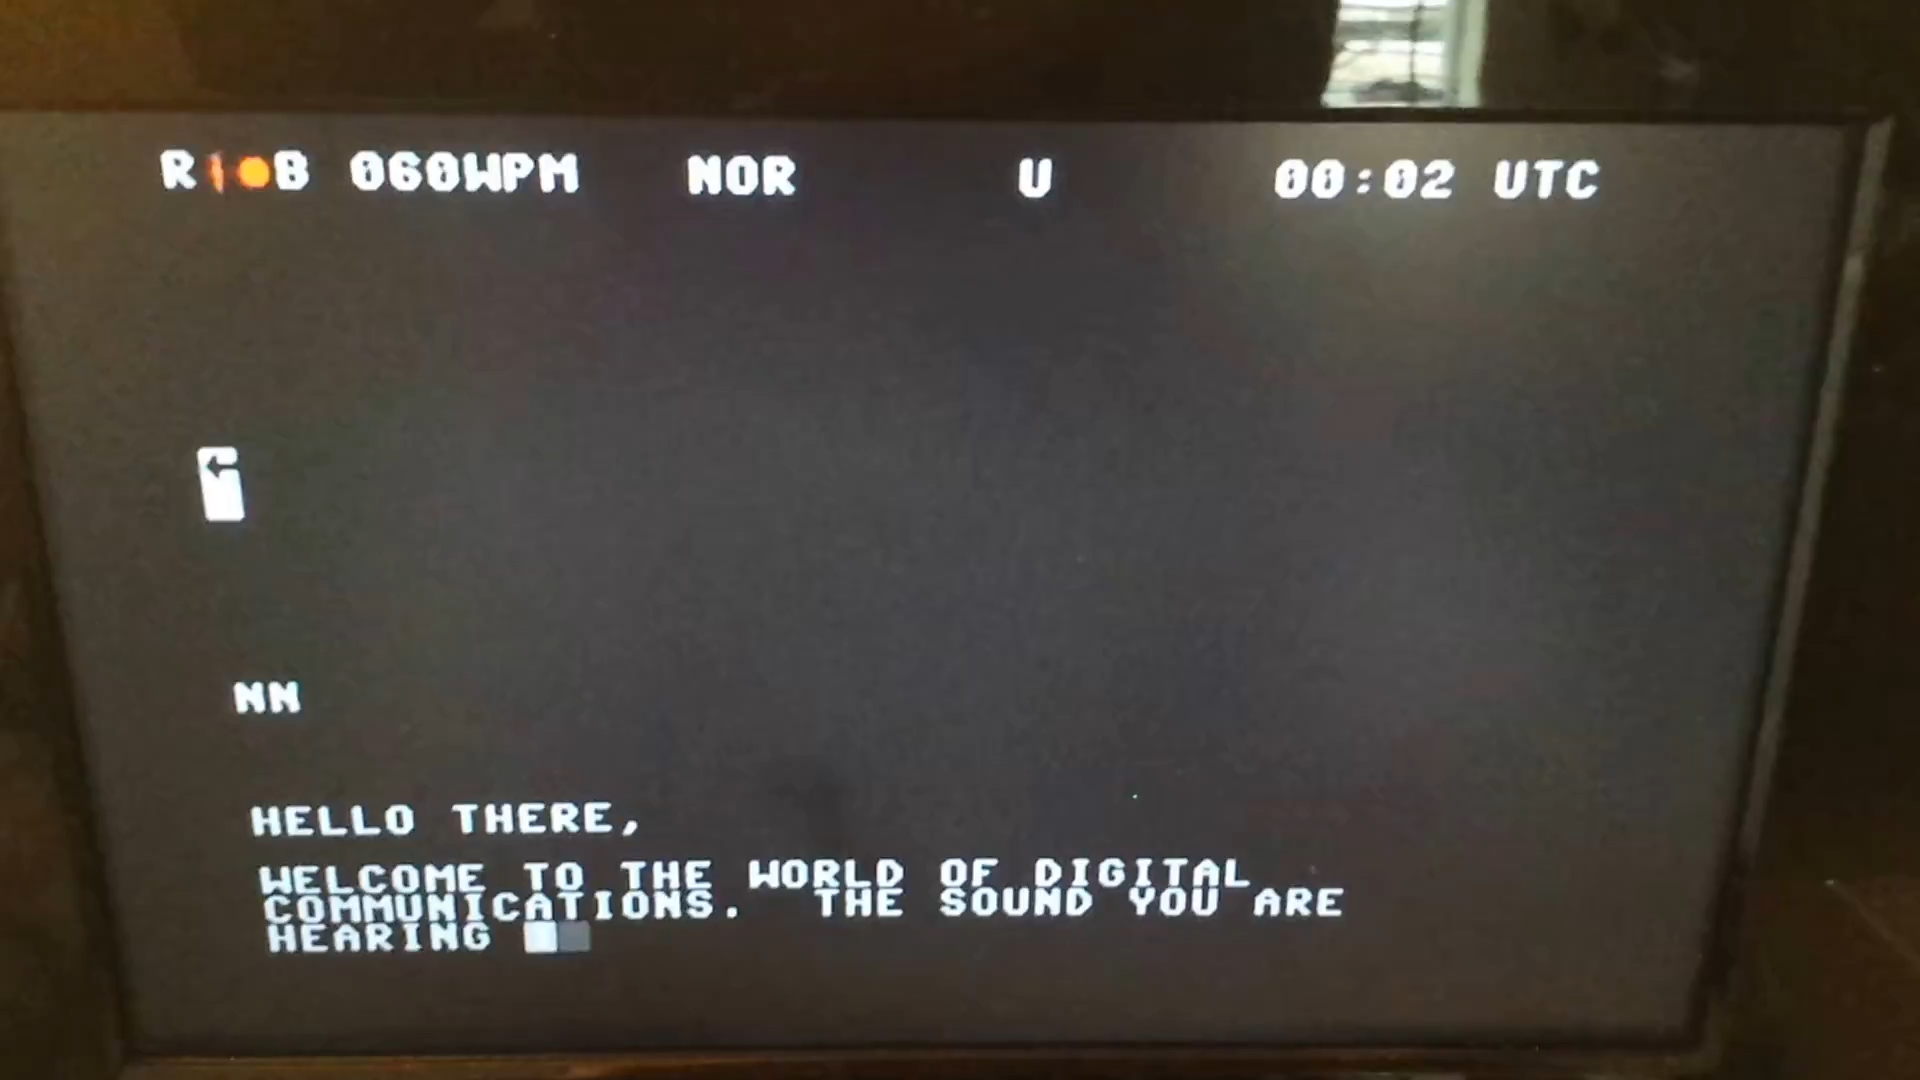 R B 060WPM NOR U 00:02 UTC
NN
HELLO THERE,
WELCOME TO THE WORLD OF DIGITAL
COMMUNICATIONS. THE SOUND YOU ARE
HEARING